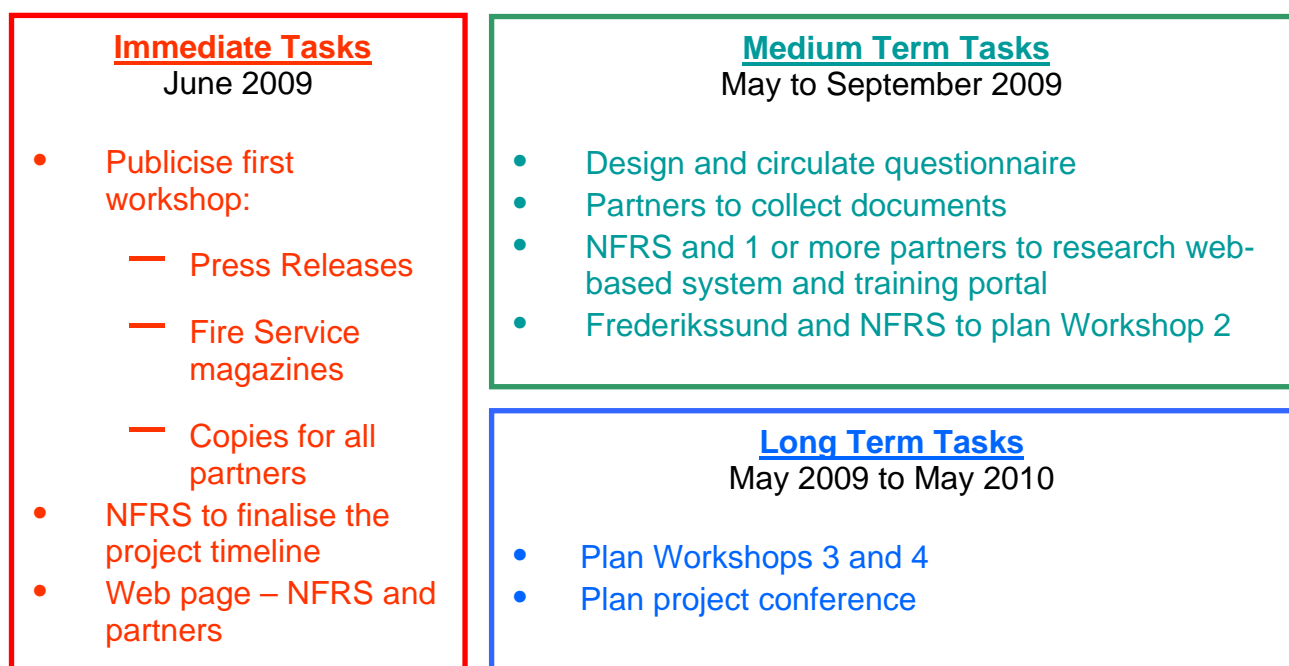 Immediate Tasks
June 2009
• Publicise first
workshop:
— Press Releases
— Fire Service
magazines
— Copies for all
partners
• NFRS to finalise the
project timeline
• Web page – NFRS and
partners
Medium Term Tasks
May to September 2009
• Design and circulate questionnaire
• Partners to collect documents
• NFRS and 1 or more partners to research web-
based system and training portal
• Frederikssund and NFRS to plan Workshop 2
Long Term Tasks
May 2009 to May 2010
• Plan Workshops 3 and 4
• Plan project conference